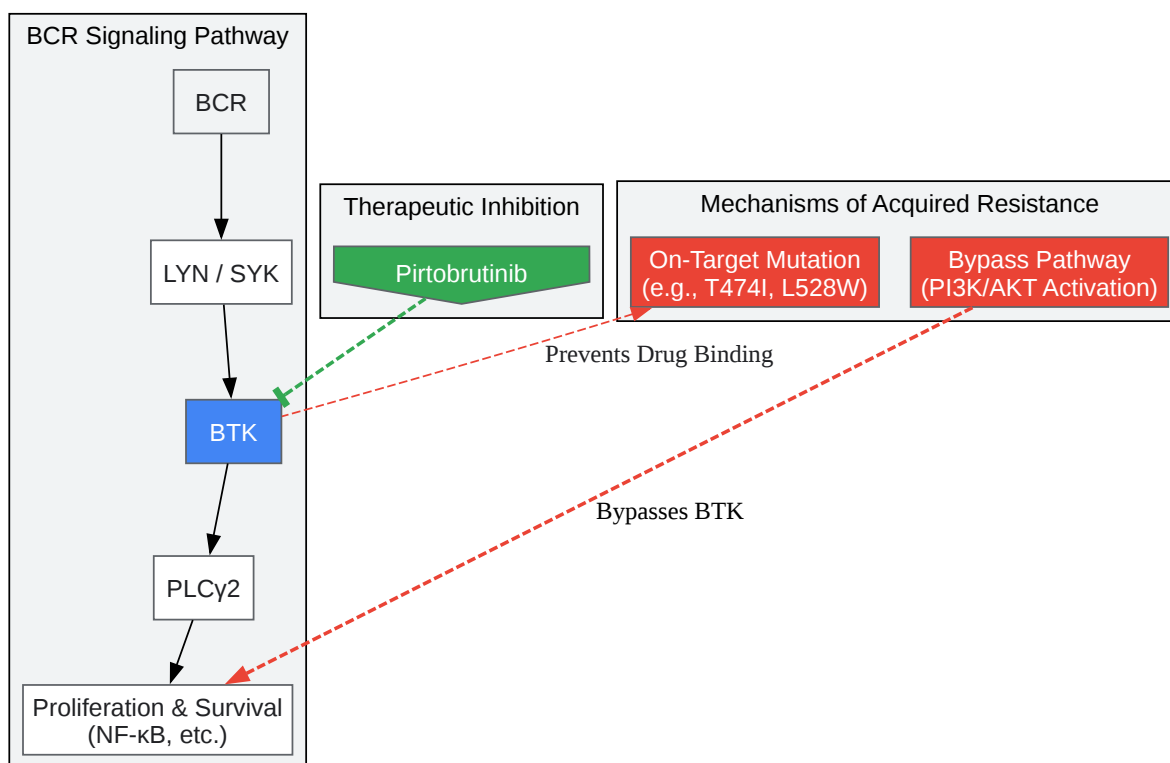 BCR Signaling Pathway
BCR
LYN / SYK
BTK
PLCγ2
Proliferation & Survival
(NF-κB, etc.)
Therapeutic Inhibition
Pirtobrutinib
Mechanisms of Acquired Resistance
On-Target Mutation
(e.g., T474I, L528W)
Bypass Pathway
(PI3K/AKT Activation)
Prevents Drug Binding
Bypasses BTK